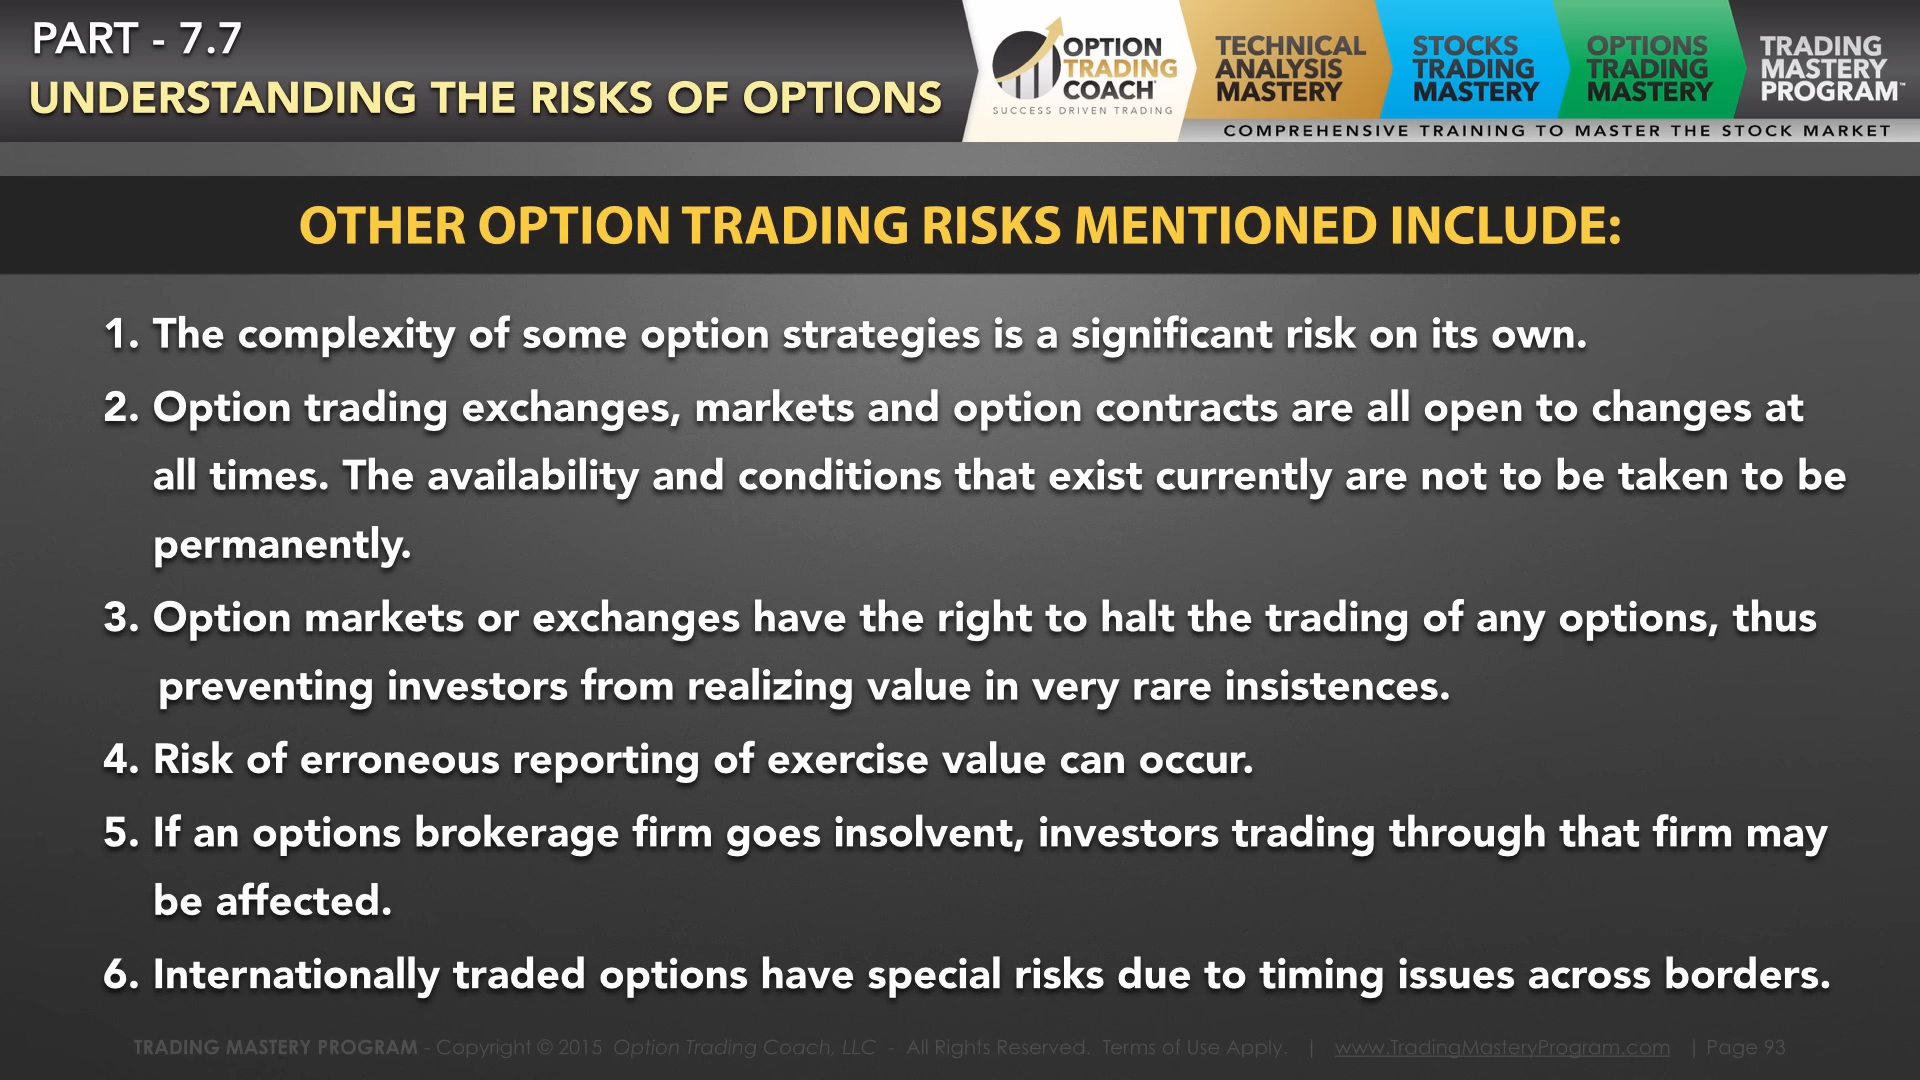 PART - 7.7
UNDERSTANDING THE RISKS OF OPTIONS
OPTION
TRADING
COACH
SUCCESS DRIVEN TRADING
TECHNICAL
ANALYSIS
MASTERY
STOCKS
TRADING
MASTERY
OPTIONS
TRADING
MASTERY
TRADING
MASTERY
PROGRAM™
COMPREHENSIVE TRAINING TO MASTER THE STOCK MARKET
OTHER OPTION TRADING RISKS MENTIONED INCLUDE:
1. The complexity of some option strategies is a significant risk on its own.
2. Option trading exchanges, markets and option contracts are all open to changes at
all times. The availability and conditions that exist currently are not to be taken to be
permanently.
3. Option markets or exchanges have the right to halt the trading of any options, thus
preventing investors from realizing value in very rare insistences.
4. Risk of erroneous reporting of exercise value can occur.
5. If an options brokerage firm goes insolvent, investors trading through that firm may
be affected.
6. Internationally traded options have special risks due to timing issues across borders.
TRADING MASTERY PROGRAM - Copyright © 2015 Option Trading Coach, LLC - All Rights Reserved. Terms of Use Apply. | www.TradingMasteryProgram.com | Page 93